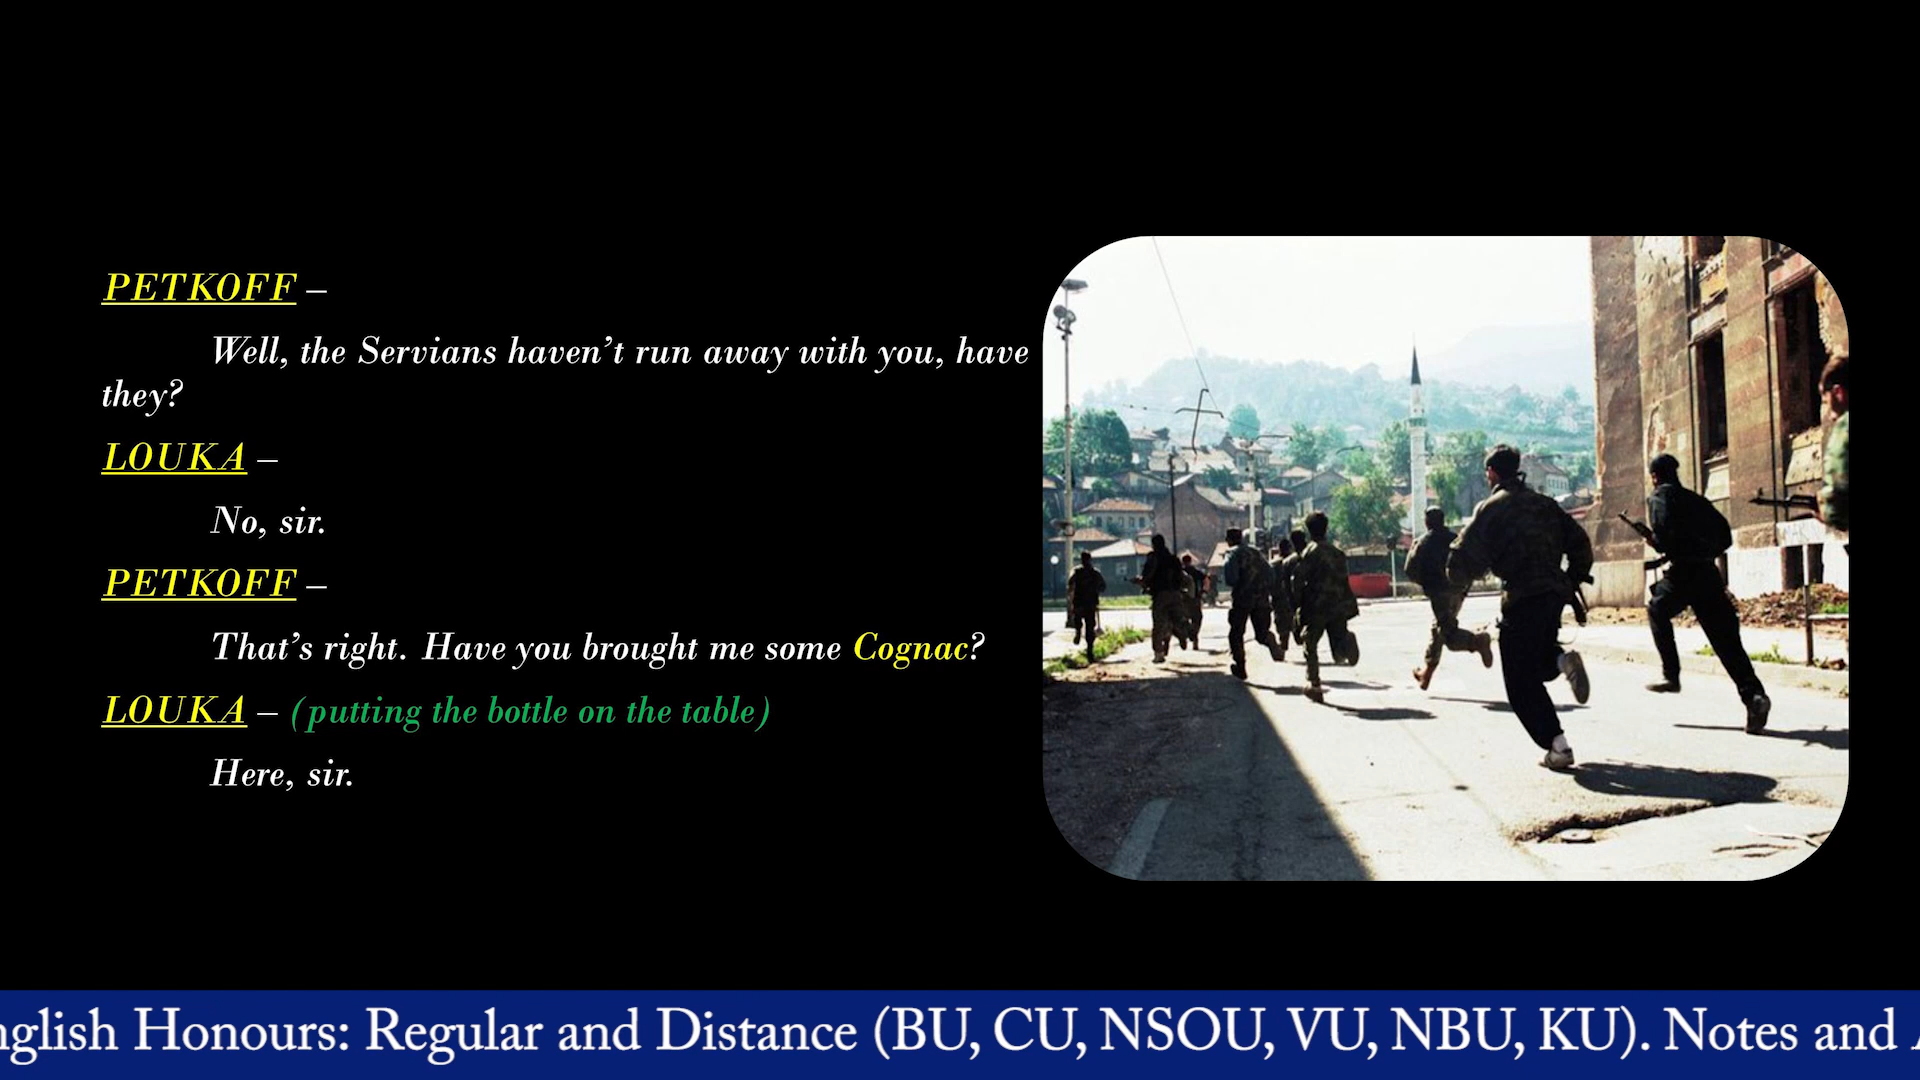 PETKOFF –
Well, the Servians haven’t run away with you, have
they?
LOUKA –
No, sir.
PETKOFF –
That’s right. Have you brought me some Cognac?
LOUKA – (putting the bottle on the table)
Here, sir.
nglish Honours: Regular and Distance (BU, CU, NSOU, VU, NBU, KU). Notes and